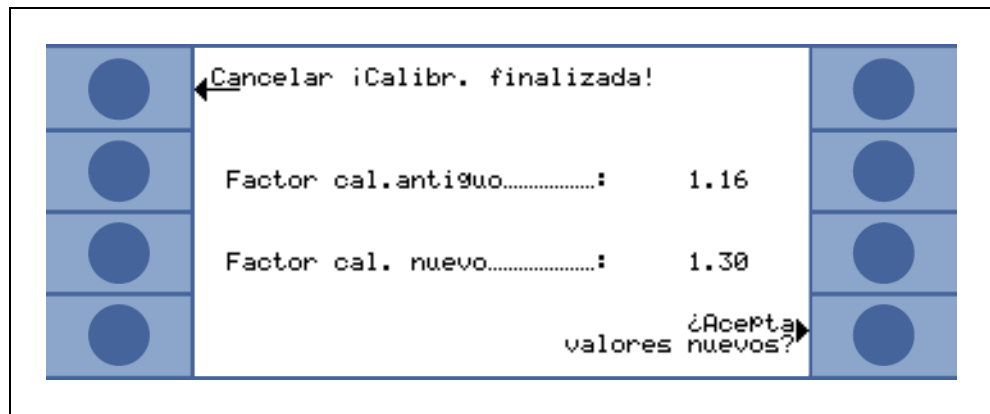 Cancelar ¡Calibr. finalizada!
Factor cal.antiguo.................: 1.16
Factor cal. nuevo...................: 1.30
¿Acepta
valores nuevos?